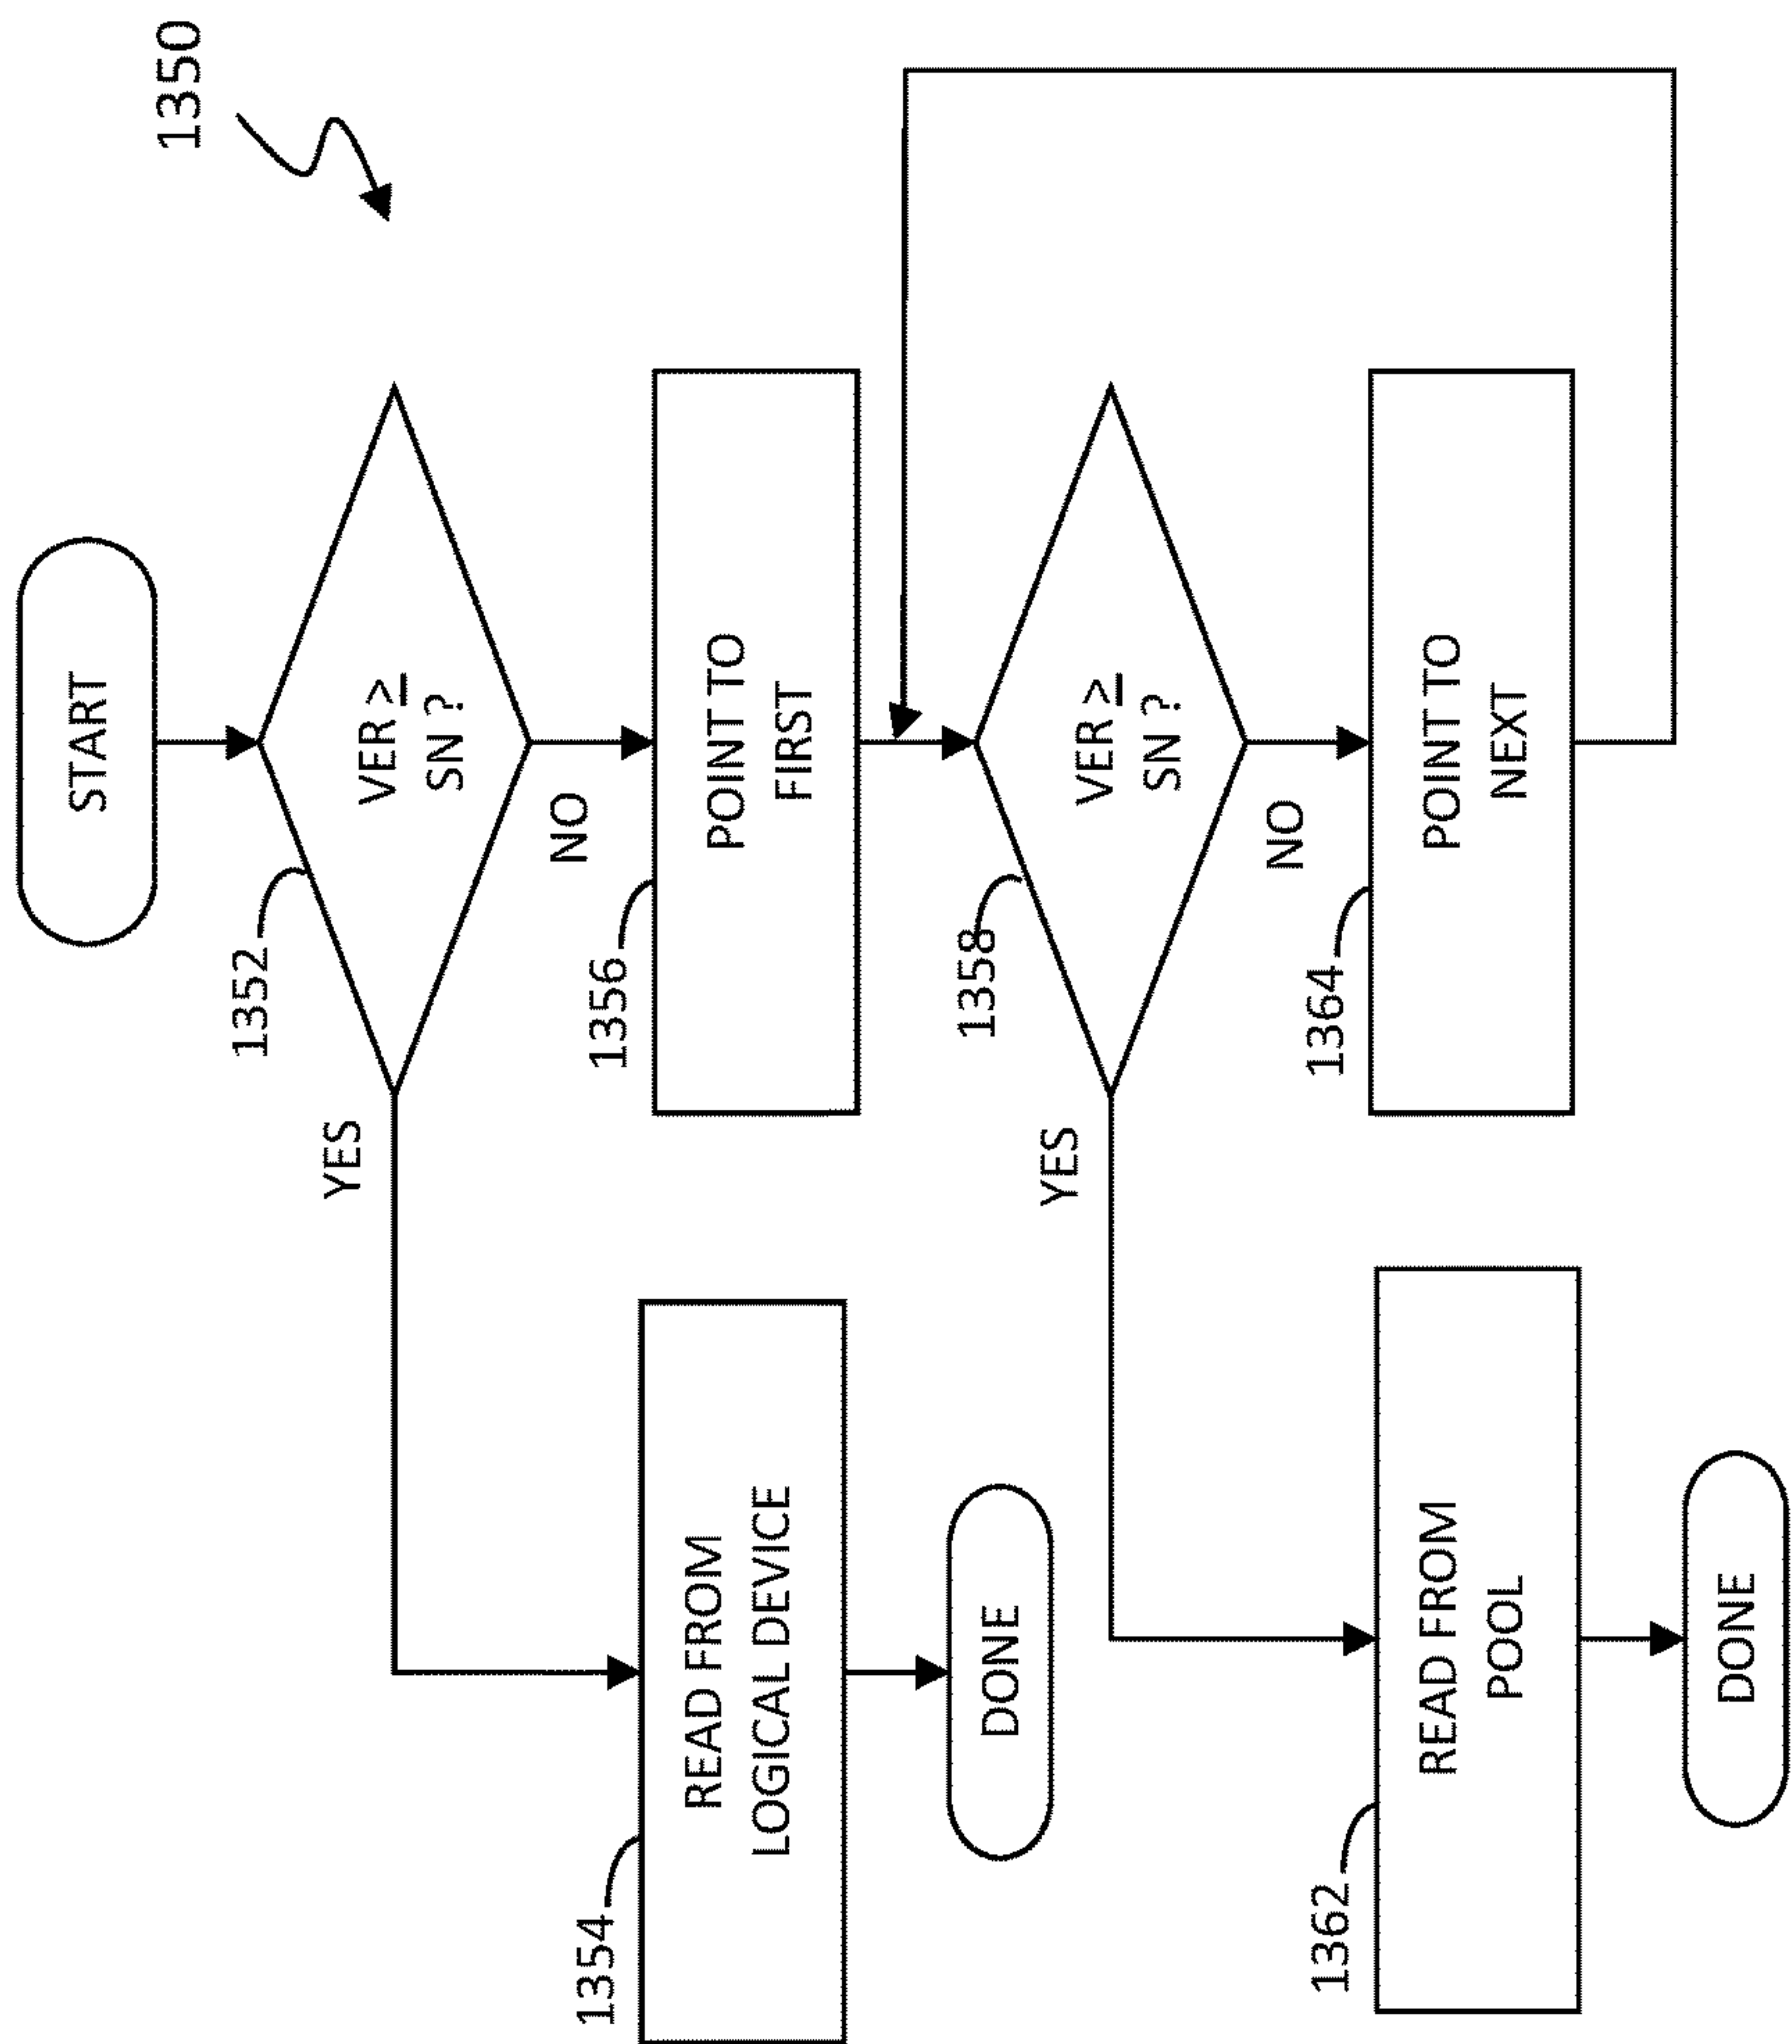 1350
START
1352
VER ≥
SN ?
YES
NO
1354
READ FROM
LOGICAL DEVICE
DONE
1356
POINT TO
FIRST
1358
VER ≥
SN ?
YES
NO
1362
READ FROM
POOL
DONE
1364
POINT TO
NEXT